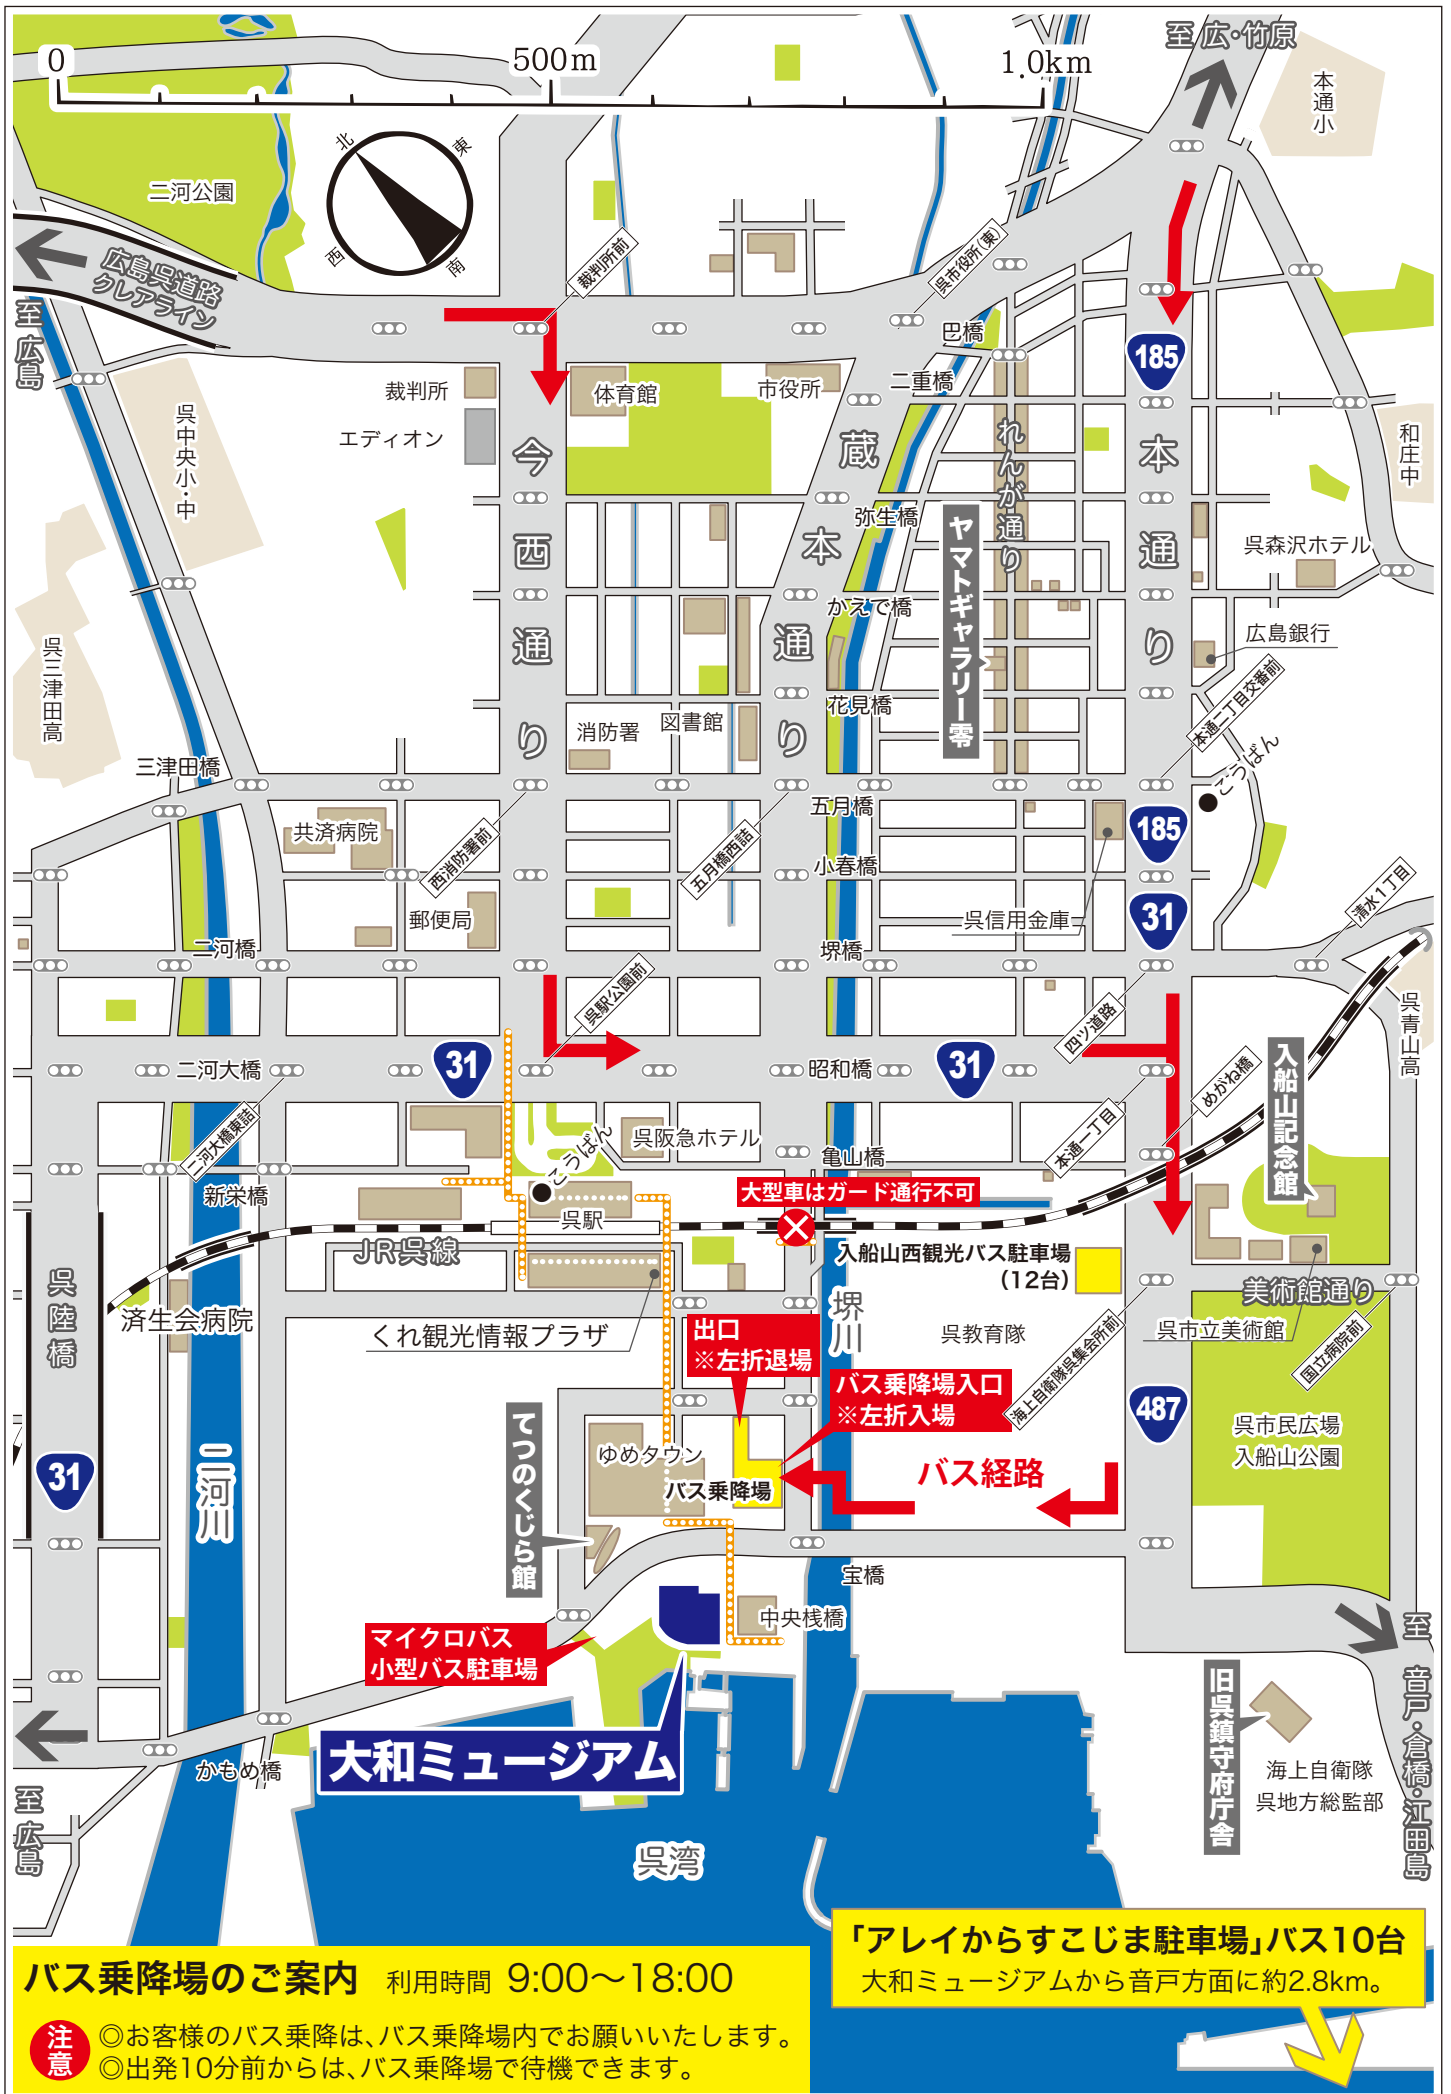 0
500m
1.0km
至 広・竹原
本通小
北
東
西
南
二河公園
広島呉道路
クレアライン
至 広島
裁判所前
呉市役所(東)
巴橋
185
裁判所
体育館
市役所
二重橋
エディオン
呉中央小・中
今西通り
蔵本通り
れんが通り
本通り
和庄中
弥生橋
ヤマトギャラリー零
呉森沢ホテル
かえで橋
呉三津田高
広島銀行
花見橋
消防署
図書館
本通二丁目交番前
こうばん
三津田橋
五月橋
共済病院
西消防署前
五月橋西詰
185
小春橋
清水1丁目
郵便局
呉信用金庫
31
二河橋
堺橋
呉駅公園前
四ツ道路
呉青山高
二河大橋
31
昭和橋
31
めがね橋
入船山記念館
二河大橋東詰
呉阪急ホテル
本通一丁目
亀山橋
こうばん
新栄橋
大型車はガード通行不可
呉駅
JR呉線
入船山西観光バス駐車場
(12台)
呉陸橋
済生会病院
美術館通り
堺川
くれ観光情報プラザ
出口
※左折退場
呉教育隊
海上自衛隊呉集会所前
呉市立美術館
国立病院前
バス乗降場入口
※左折入場
487
てつのくじら館
呉市民広場
入船山公園
ゆめタウン
バス経路
31
二河川
バス乗降場
宝橋
中央桟橋
マイクロバス
小型バス駐車場
至 音戸・倉橋・江田島
旧呉鎮守府庁舎
大和ミュージアム
かもめ橋
海上自衛隊
呉地方総監部
至 広島
呉湾
「アレイからすこじま駐車場」バス10台
大和ミュージアムから音戸方面に約2.8km。
バス乗降場のご案内 利用時間 9:00〜18:00
注意
◎お客様のバス乗降は、バス乗降場内でお願いいたします。
◎出発10分前からは、バス乗降場で待機できます。